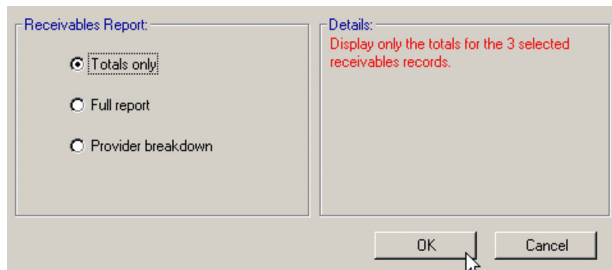 Receivables Report:
Totals only
Full report
Provider breakdown
Details:
Display only the totals for the 3 selected
receivables records.
OK
Cancel